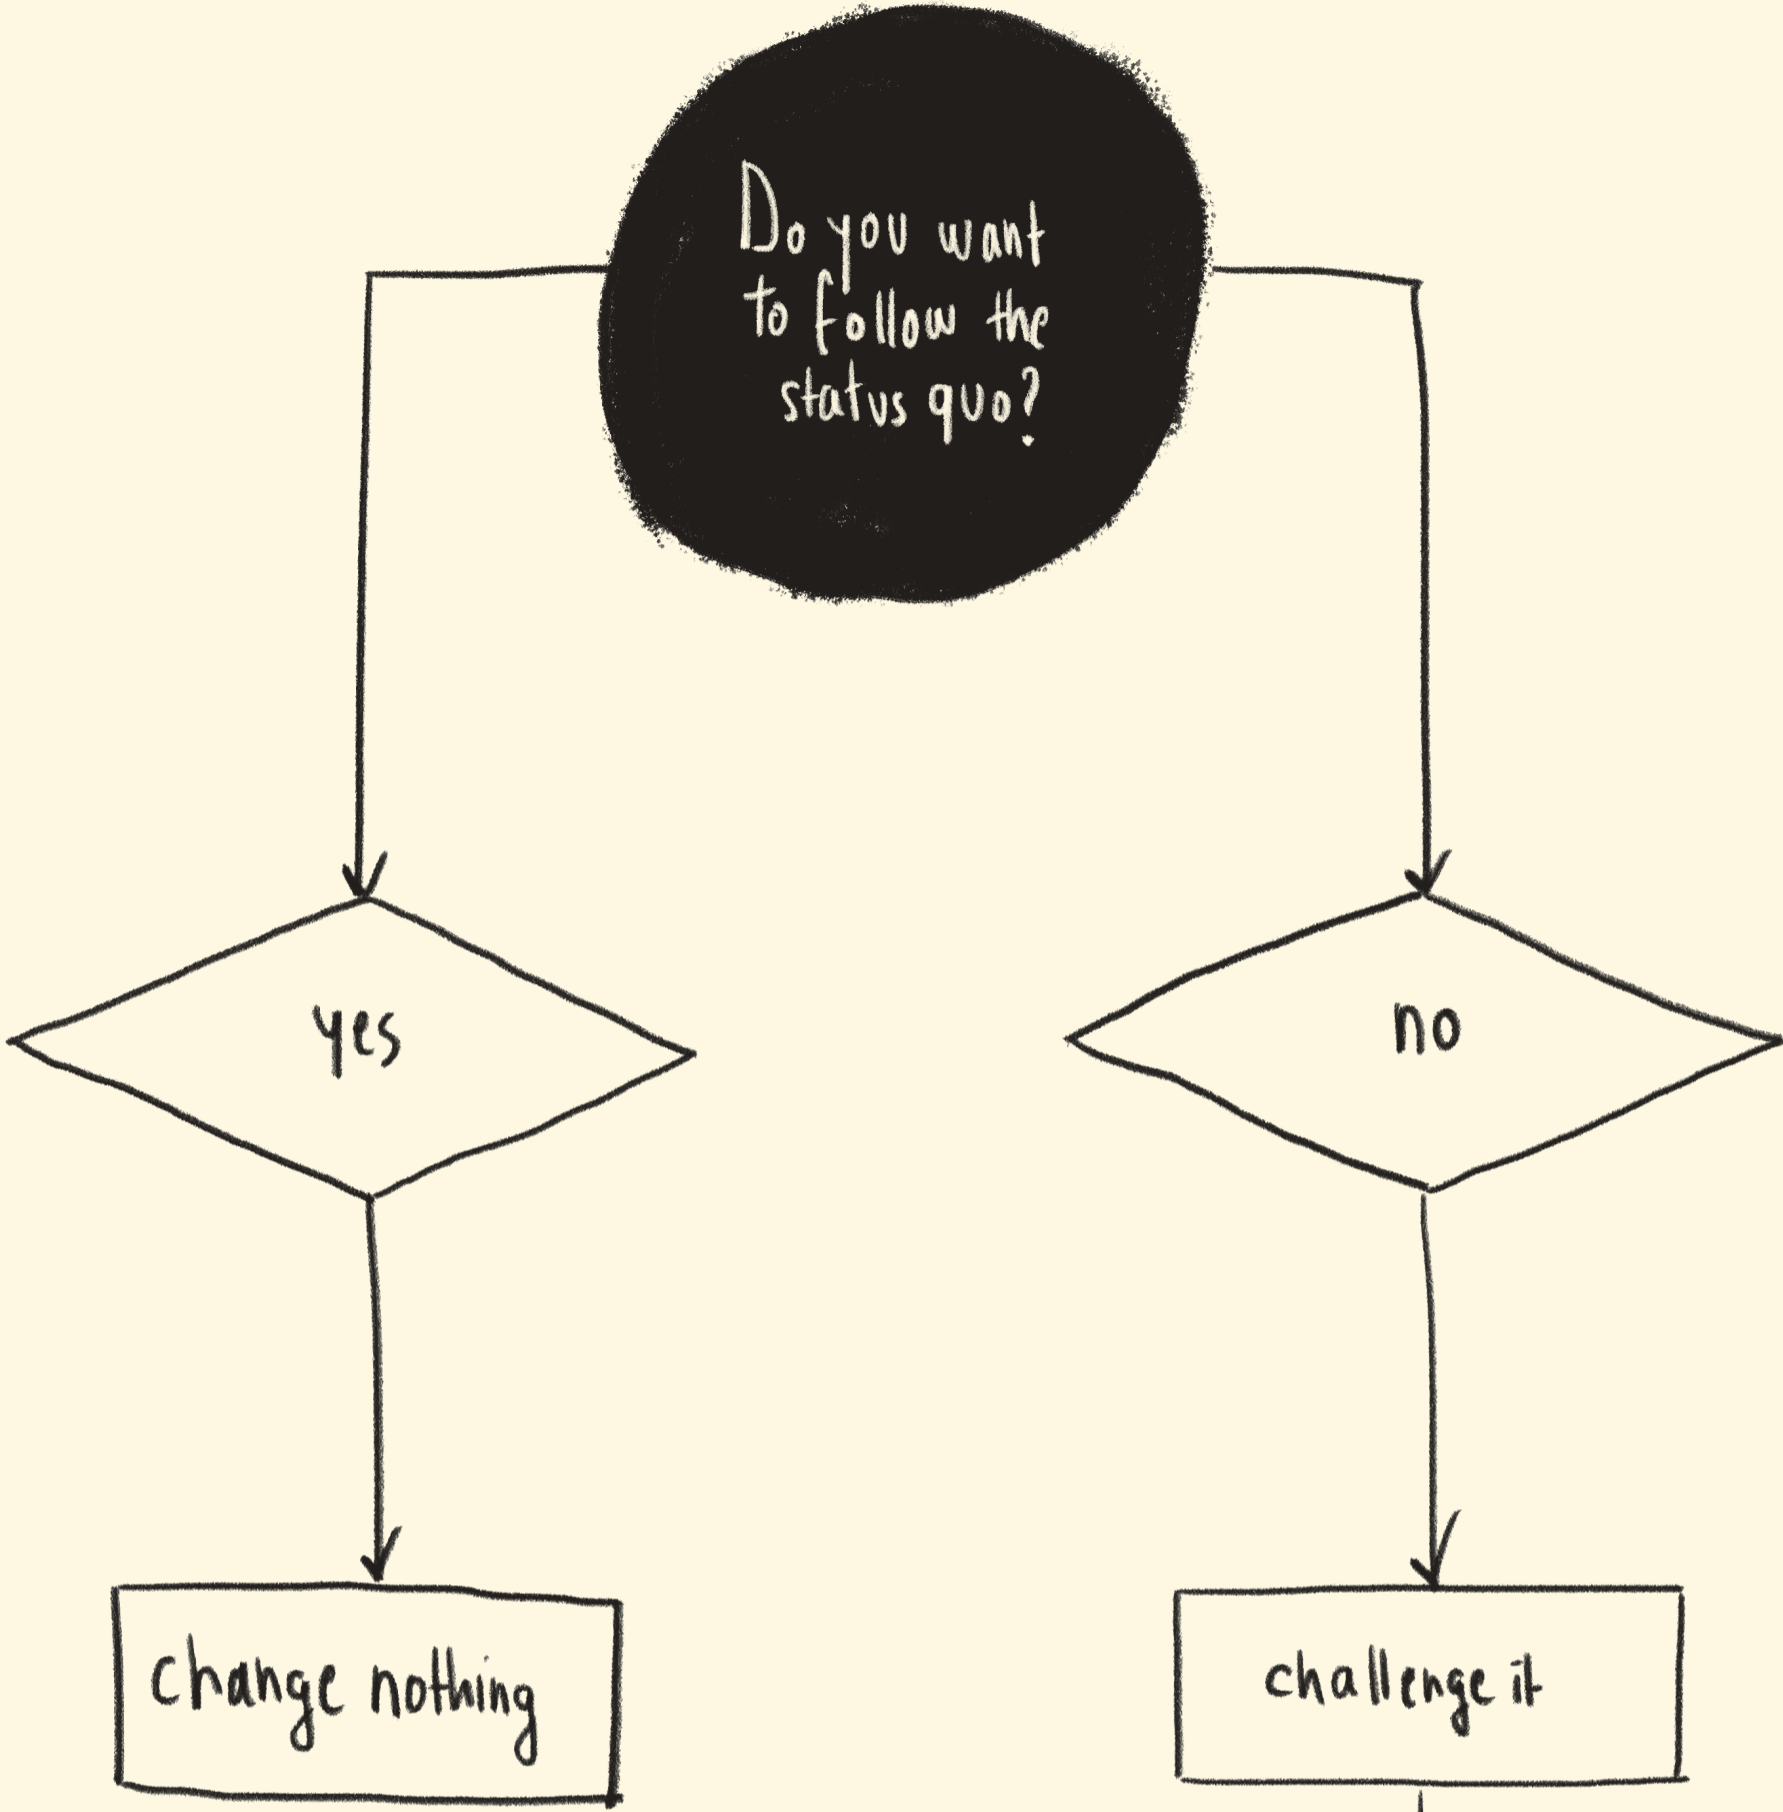 Do you want
to follow the
status quo?
yes
no
change nothing
challenge it